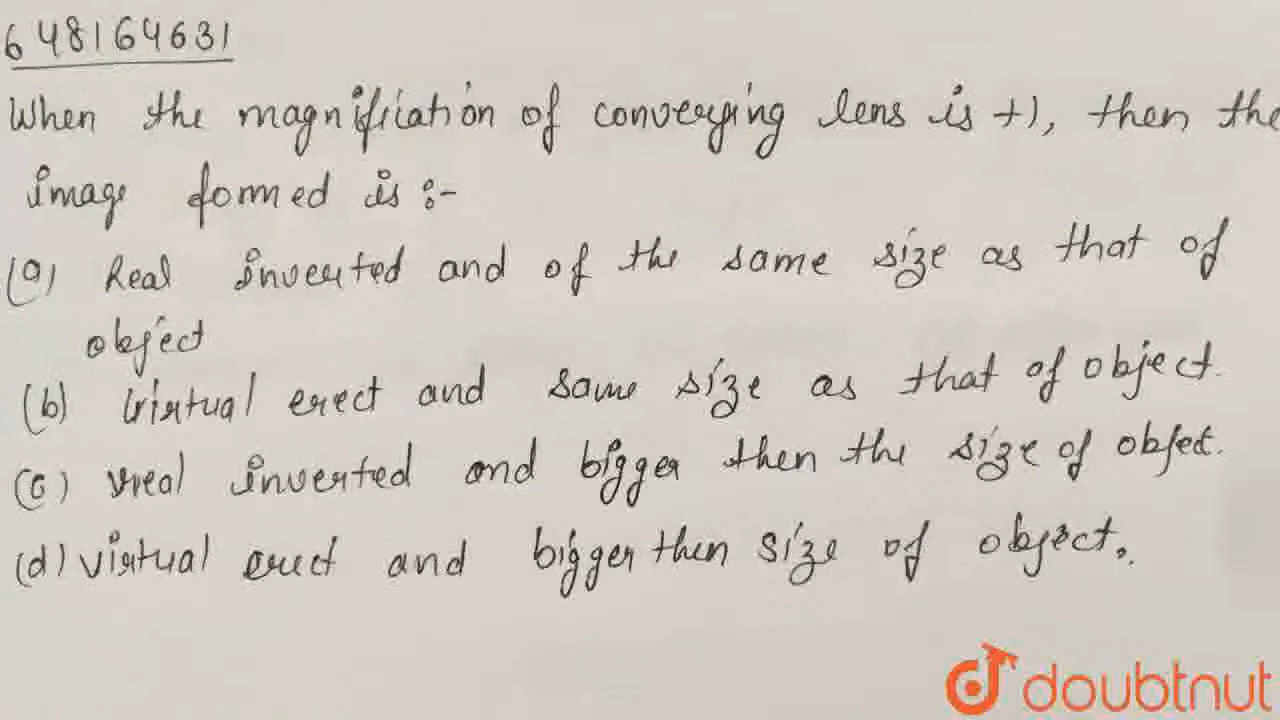 648164631
When the magnification of converging lens is +1, then the
image formed is :-
(a) Real inverted and of the same size as that of
object
(b) Virtual erect and same size as that of object.
(c) real inverted and bigger then the size of object.
(d) virtual erect and bigger then size of object.
doubtnut